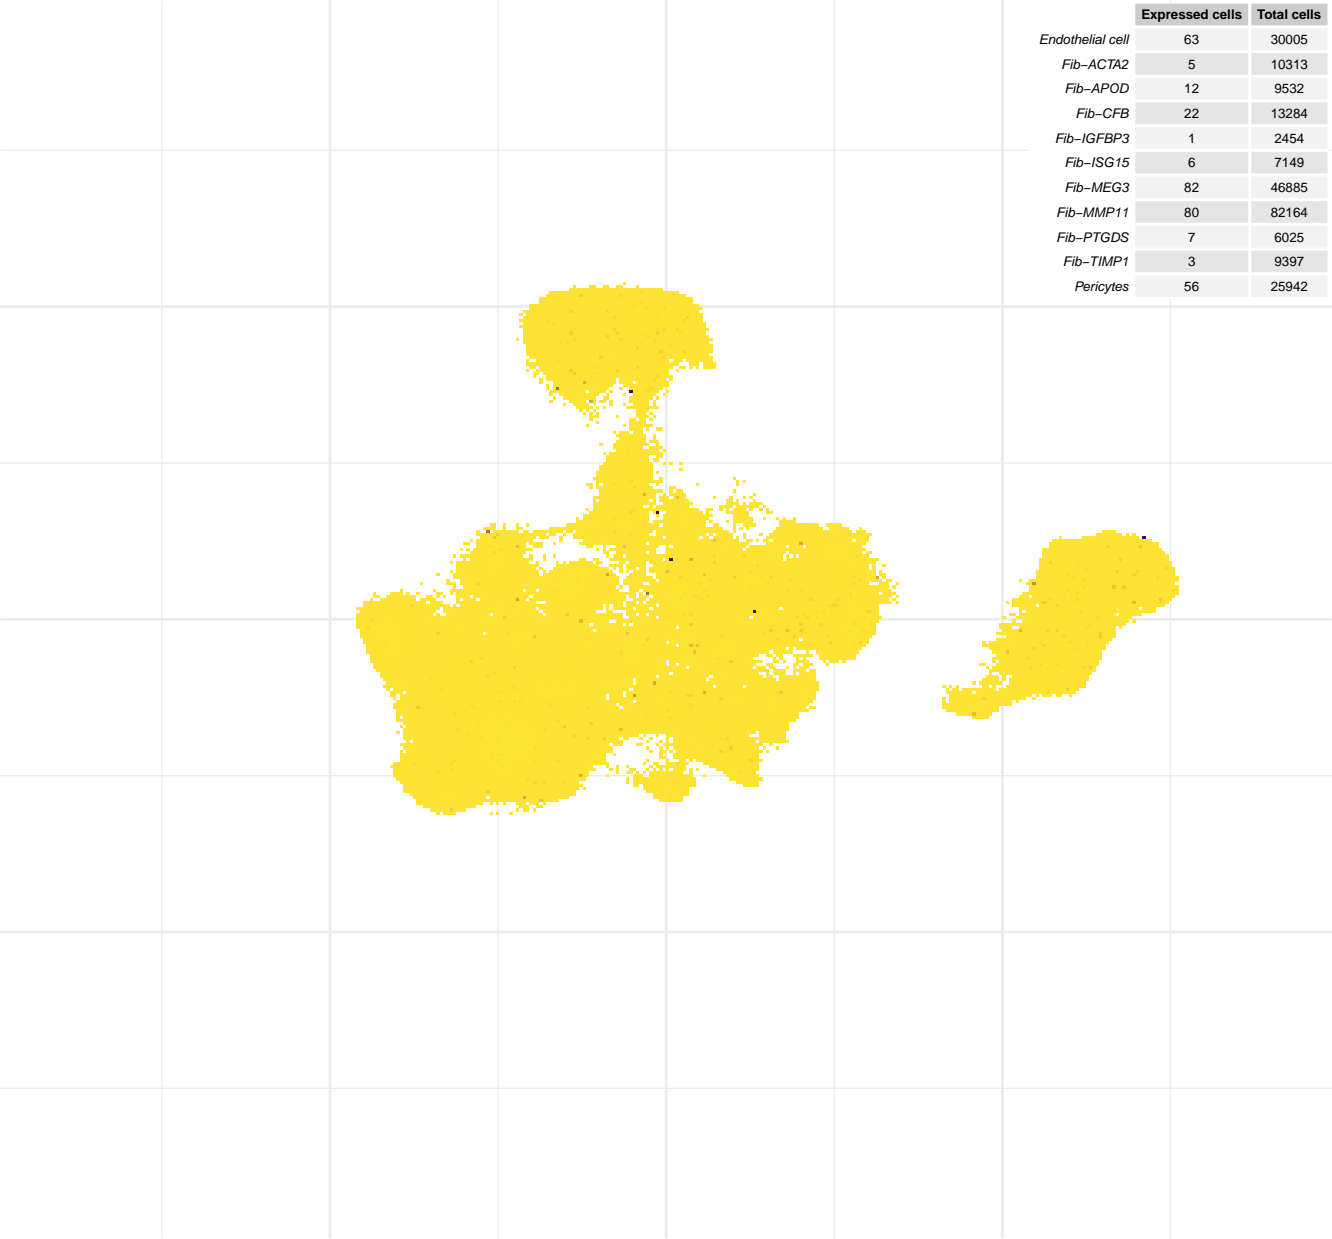 Expressed cells Total cells
Endothelial cell 63 30005
Fib−ACTA2 5 10313
Fib−APOD 12 9532
Fib−CFB 22 13284
Fib−IGFBP3 1 2454
Fib−ISG15 6 7149
Fib−MEG3 82 46885
Fib−MMP11 80 82164
Fib−PTGDS 7 6025
Fib−TIMP1 3 9397
Pericytes 56 25942